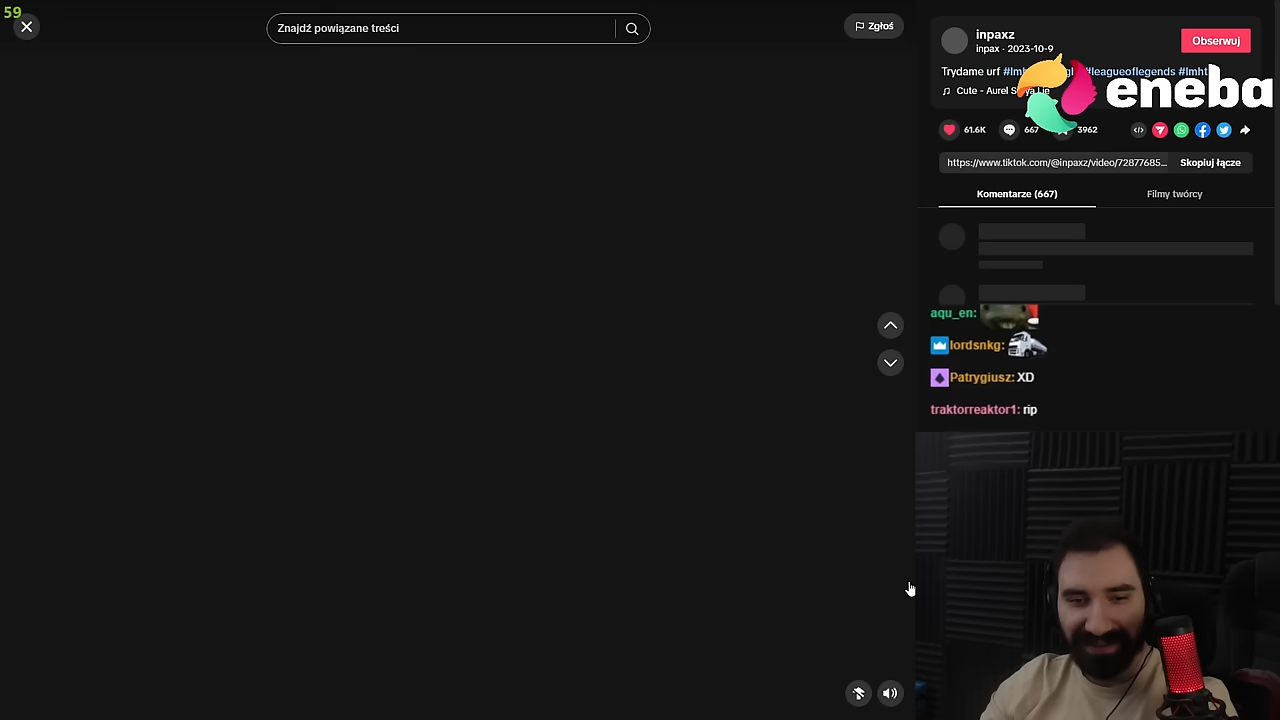 59
Znajdź powiązane treści
Zgłoś
inpaxz
inpax · 2023-10-9
Obserwuj
Trydame urf #leagueoflegends #lmht
Cute - Aurel
eneba
61.6K
667
3962
https://www.tiktok.com/@inpaxz/video/72877685...
Skopiuj łącze
Komentarze (667)
Filmy twórcy
aqu_en:
lordsnkg:
Patrygiusz: XD
traktorreaktor1: rip